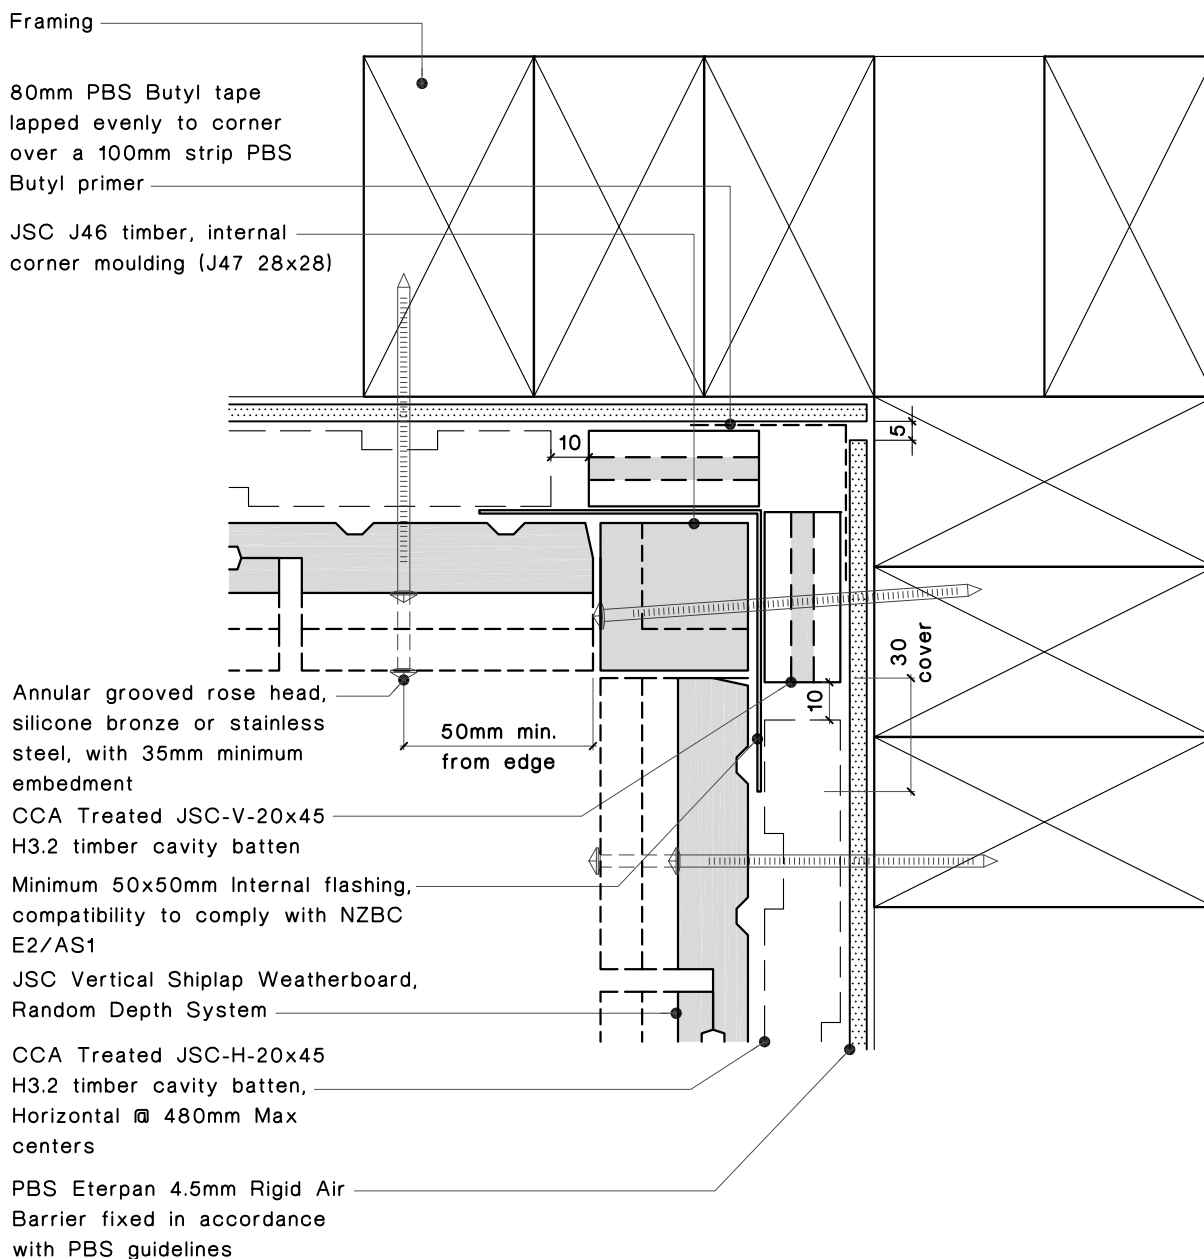 Framing
80mm PBS Butyl tape
lapped evenly to corner
over a 100mm strip PBS
Butyl primer
JSC J46 timber, internal
corner moulding (J47 28x28)
10
5
30
cover
10
50mm min.
from edge
Annular grooved rose head,
silicone bronze or stainless
steel, with 35mm minimum
embedment
CCA Treated JSC-V-20x45
H3.2 timber cavity batten
Minimum 50x50mm Internal flashing,
compatibility to comply with NZBC
E2/AS1
JSC Vertical Shiplap Weatherboard,
Random Depth System
CCA Treated JSC-H-20x45
H3.2 timber cavity batten,
Horizontal @ 480mm Max
centers
PBS Eterpan 4.5mm Rigid Air
Barrier fixed in accordance
with PBS guidelines